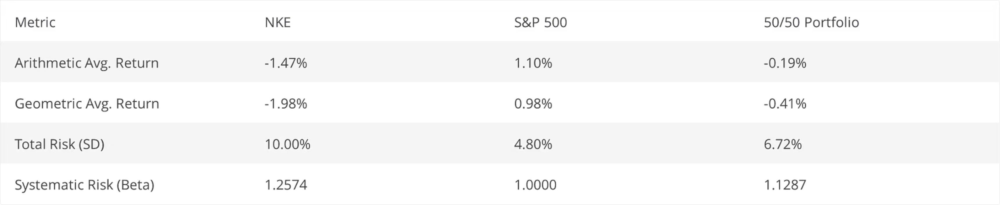 Metric NKE S&P 500 50/50 Portfolio
Arithmetic Avg. Return -1.47% 1.10% -0.19%
Geometric Avg. Return -1.98% 0.98% -0.41%
Total Risk (SD) 10.00% 4.80% 6.72%
Systematic Risk (Beta) 1.2574 1.0000 1.1287